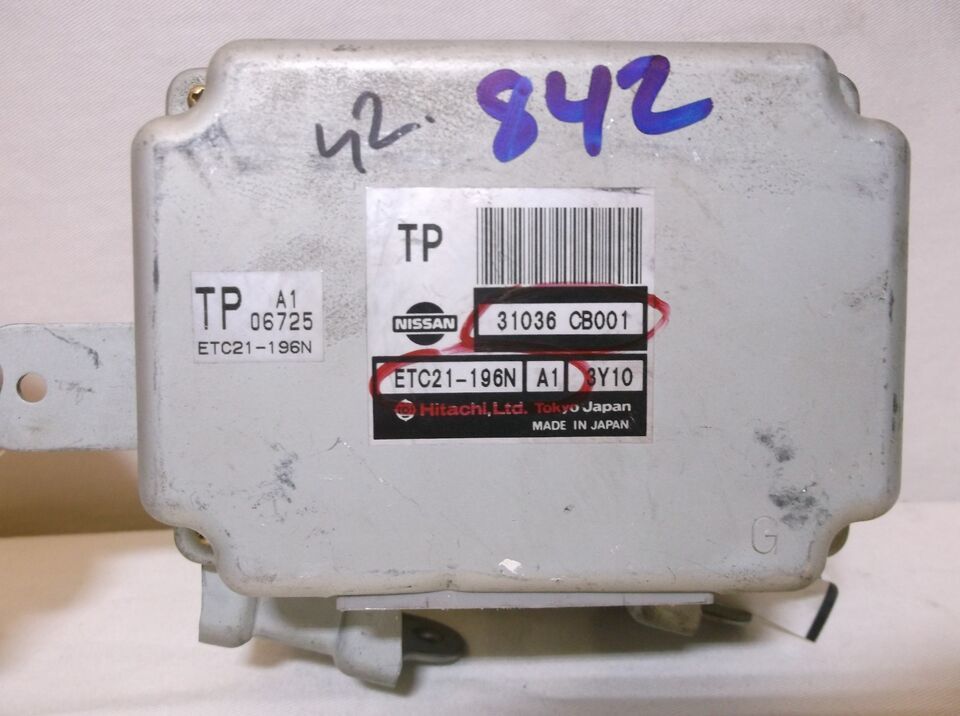 42. 842
TP
NISSAN 31036 CB001
ETC21-196N A1 3Y10
Hitachi, Ltd. Tokyo Japan
MADE IN JAPAN
TP A1
06725
ETC21-196N
G